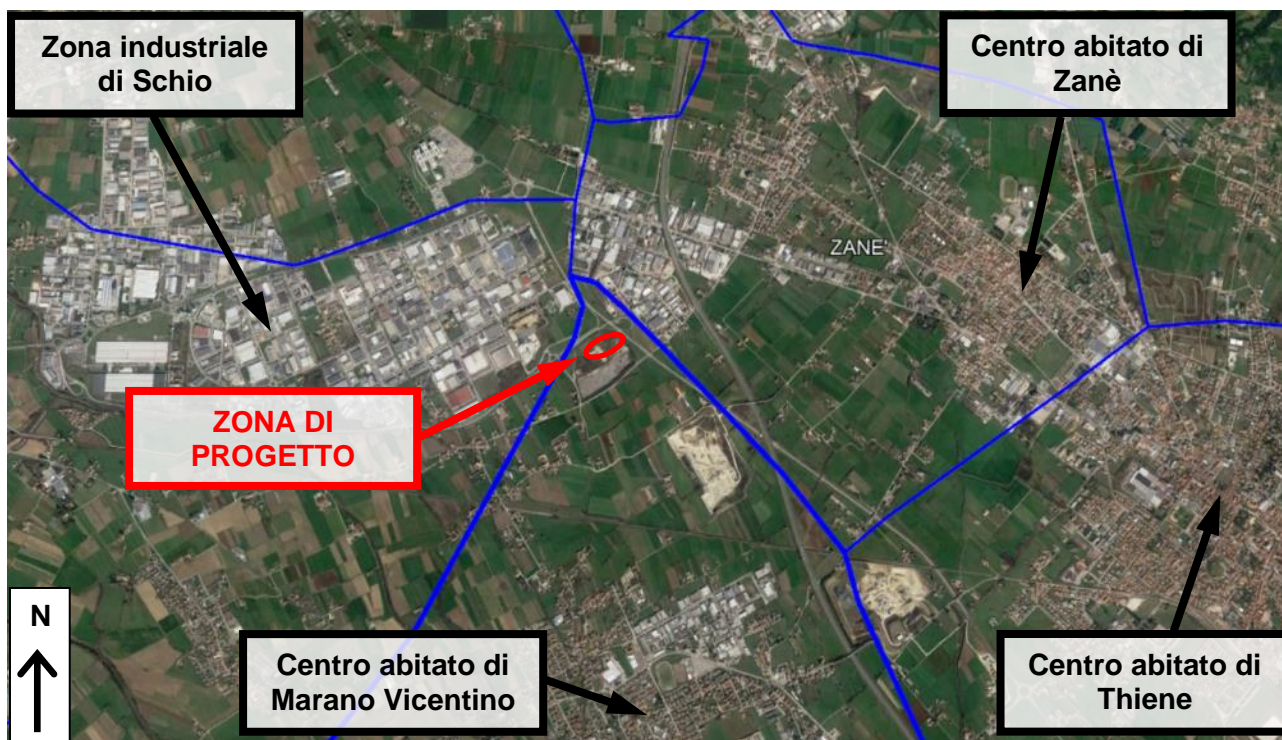 Zona industriale
di Schio
Centro abitato di
Zanè
ZANE'
ZONA DI
PROGETTO
N
Centro abitato di
Marano Vicentino
Centro abitato di
Thiene